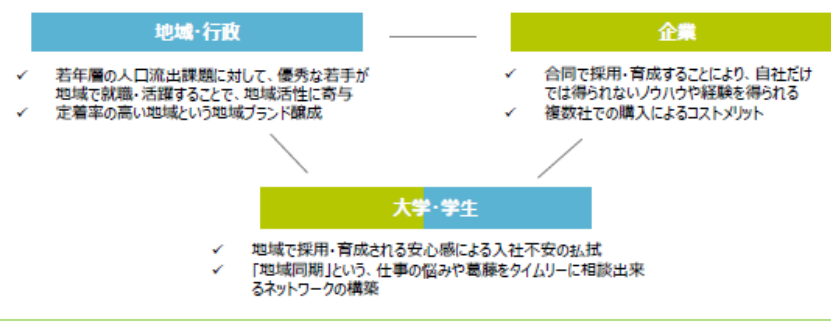 地域・行政
✓ 若年層の人口流出課題に対して、優秀な若手が
地域で就職・活躍することで、地域活性に寄与
✓ 定着率の高い地域という地域ブランド醸成
企業
✓ 合同で採用・育成することにより、自社だけ
では得られないノウハウや経験を得られる
✓ 複数社での購入によるコストメリット
大学・学生
✓ 地域で採用・育成される安心感による入社不安の払拭
✓ 「地域同期」という、仕事の悩みや葛藤をタイムリーに相談出来
るネットワークの構築